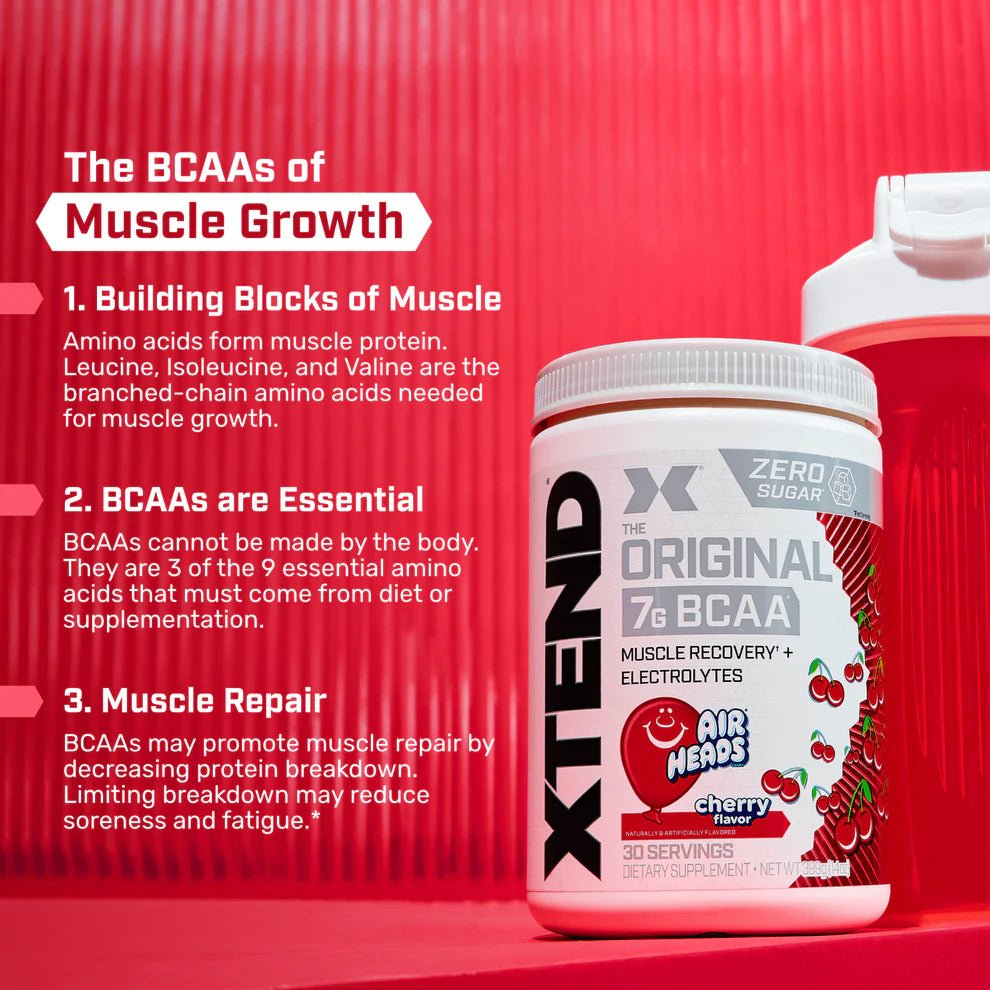 The BCAAs of
Muscle Growth
1. Building Blocks of Muscle
Amino acids form muscle protein.
Leucine, Isoleucine, and Valine are the
branched-chain amino acids needed
for muscle growth.
2. BCAAs are Essential
BCAAs cannot be made by the body.
They are 3 of the 9 essential amino
acids that must come from diet or
supplementation.
3. Muscle Repair
BCAAs may promote muscle repair by
decreasing protein breakdown.
Limiting breakdown may reduce
soreness and fatigue.*
XTEND®
X®
ZERO
SUGAR*
*Per Serving
THE
ORIGINAL
7G BCAA*
MUSCLE RECOVERY† +
ELECTROLYTES
AIR
HEADS®
cherry
flavor
NATURALLY & ARTIFICIALLY FLAVORED
30 SERVINGS
DIETARY SUPPLEMENT • NET WT 399g (14oz)